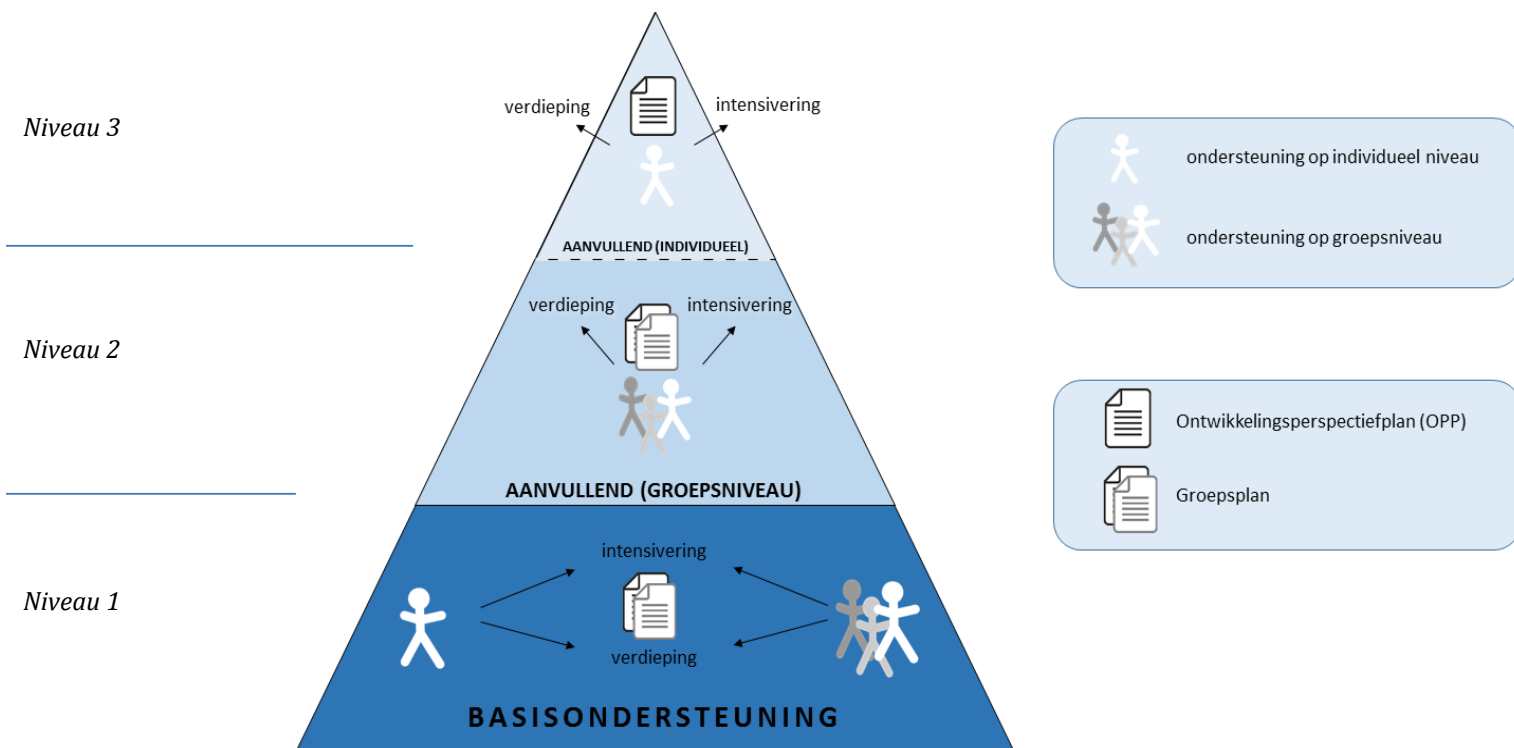 Niveau 3
verdieping
intensivering
AANVULLEND (INDIVIDUEEL)
Niveau 2
verdieping
intensivering
AANVULLEND (GROEPSNIVEAU)
Niveau 1
intensivering
verdieping
BASISONDERSTEUNING
ondersteuning op individueel niveau
ondersteuning op groepsniveau
Ontwikkelingsperspectiefplan (OPP)
Groepsplan